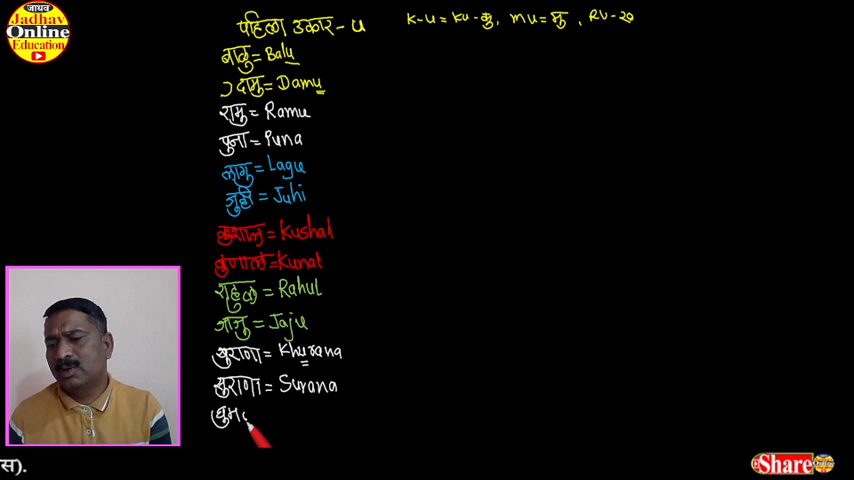 जाधव
Jadhav
Online
Education
पहिला उकार - u
K-U = KU - कु, mu = मु, RU - रु
बाळु = Balu
दामु = Damu
रामु = Ramu
पुना = Puna
लागु = Lagu
जुही = Juhi
कुशाल = Kushal
कुणाल = Kunal
राहुल = Rahul
जाजु = Jaju
खुराना = Khurana
सुराणा = Surana
स).
Share